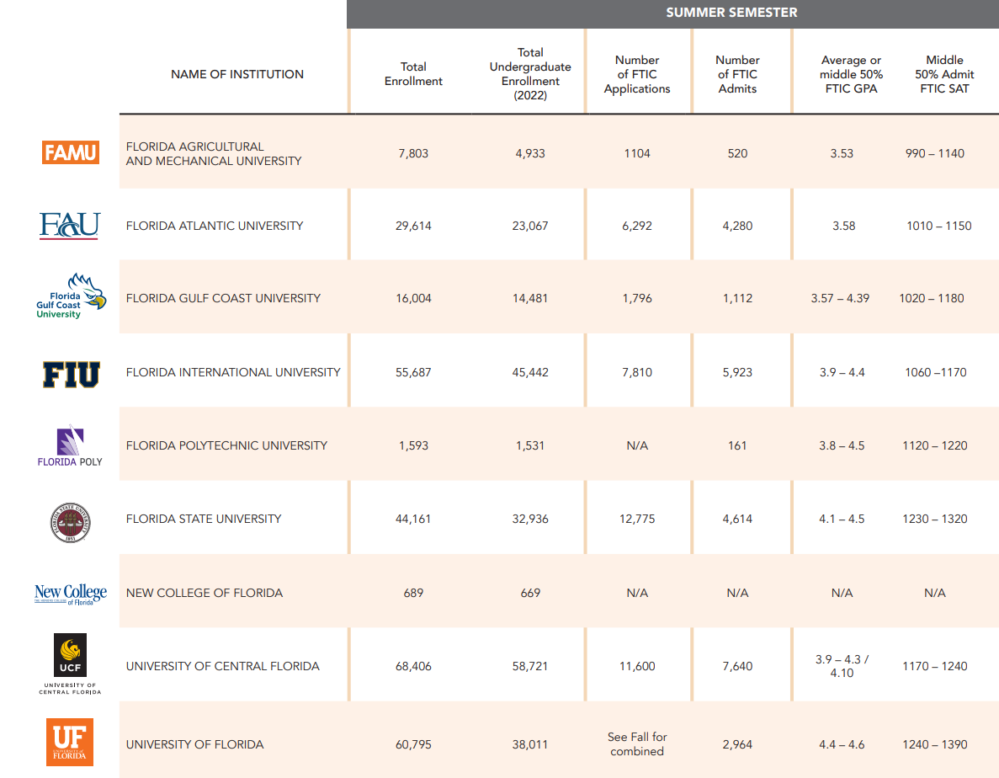 SUMMER SEMESTER
NAME OF INSTITUTION
Total
Enrollment
Total
Undergraduate
Enrollment
(2022)
Number
of FTIC
Applications
Number
of FTIC
Admits
Average or
middle 50%
FTIC GPA
Middle
50% Admit
FTIC SAT
FAMU
FLORIDA AGRICULTURAL
AND MECHANICAL UNIVERSITY
7,803
4,933
1104
520
3.53
990 – 1140
FAU
FLORIDA ATLANTIC UNIVERSITY
29,614
23,067
6,292
4,280
3.58
1010 – 1150
Florida
Gulf Coast
University
FLORIDA GULF COAST UNIVERSITY
16,004
14,481
1,796
1,112
3.57 – 4.39
1020 – 1180
FIU
FLORIDA INTERNATIONAL UNIVERSITY
55,687
45,442
7,810
5,923
3.9 – 4.4
1060 –1170
FLORIDA POLY
FLORIDA POLYTECHNIC UNIVERSITY
1,593
1,531
N/A
161
3.8 – 4.5
1120 – 1220
FLORIDA STATE UNIVERSITY
1851
FLORIDA STATE UNIVERSITY
44,161
32,936
12,775
4,614
4.1 – 4.5
1230 – 1320
New College
of Florida
NEW COLLEGE OF FLORIDA
689
669
N/A
N/A
N/A
N/A
UCF
UNIVERSITY OF
CENTRAL FLORIDA
UNIVERSITY OF CENTRAL FLORIDA
68,406
58,721
11,600
7,640
3.9 – 4.3 /
4.10
1170 – 1240
UF
UNIVERSITY of
FLORIDA
UNIVERSITY OF FLORIDA
60,795
38,011
See Fall for
combined
2,964
4.4 – 4.6
1240 – 1390